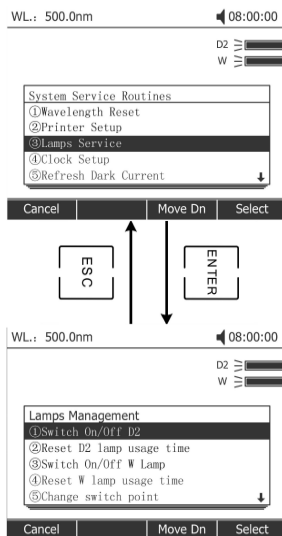 WL.: 500.0nm 08:00:00
D2
W
System Service Routines
①Wavelength Reset
②Printer Setup
③Lamps Service
④Clock Setup
⑤Refresh Dark Current
Cancel Move Dn Select
ESC ENTER
WL.: 500.0nm 08:00:00
D2
W
Lamps Management
①Switch On/Off D2
②Reset D2 lamp usage time
③Switch On/Off W Lamp
④Reset W lamp usage time
⑤Change switch point
Cancel Move Dn Select